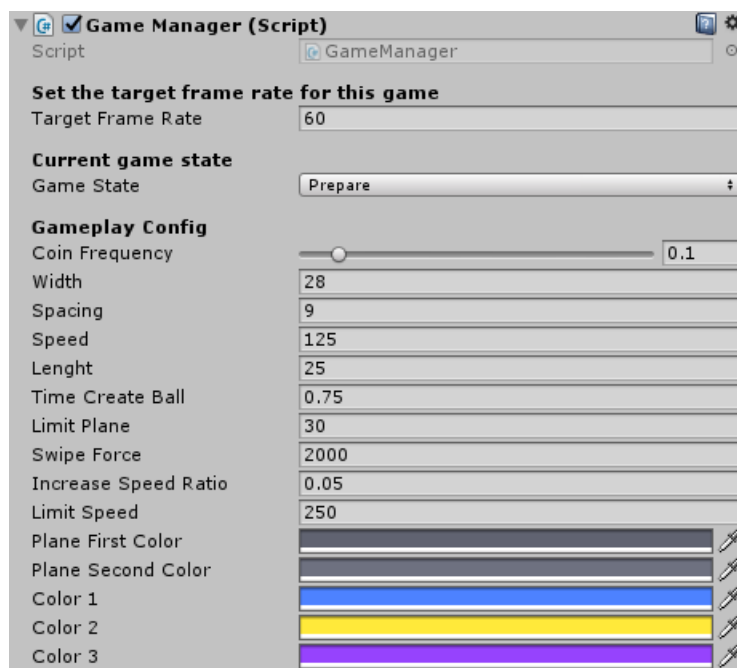 Game Manager (Script)
Script GameManager
Set the target frame rate for this game
Target Frame Rate 60
Current game state
Game State Prepare
Gameplay Config
Coin Frequency 0.1
Width 28
Spacing 9
Speed 125
Lenght 25
Time Create Ball 0.75
Limit Plane 30
Swipe Force 2000
Increase Speed Ratio 0.05
Limit Speed 250
Plane First Color
Plane Second Color
Color 1
Color 2
Color 3